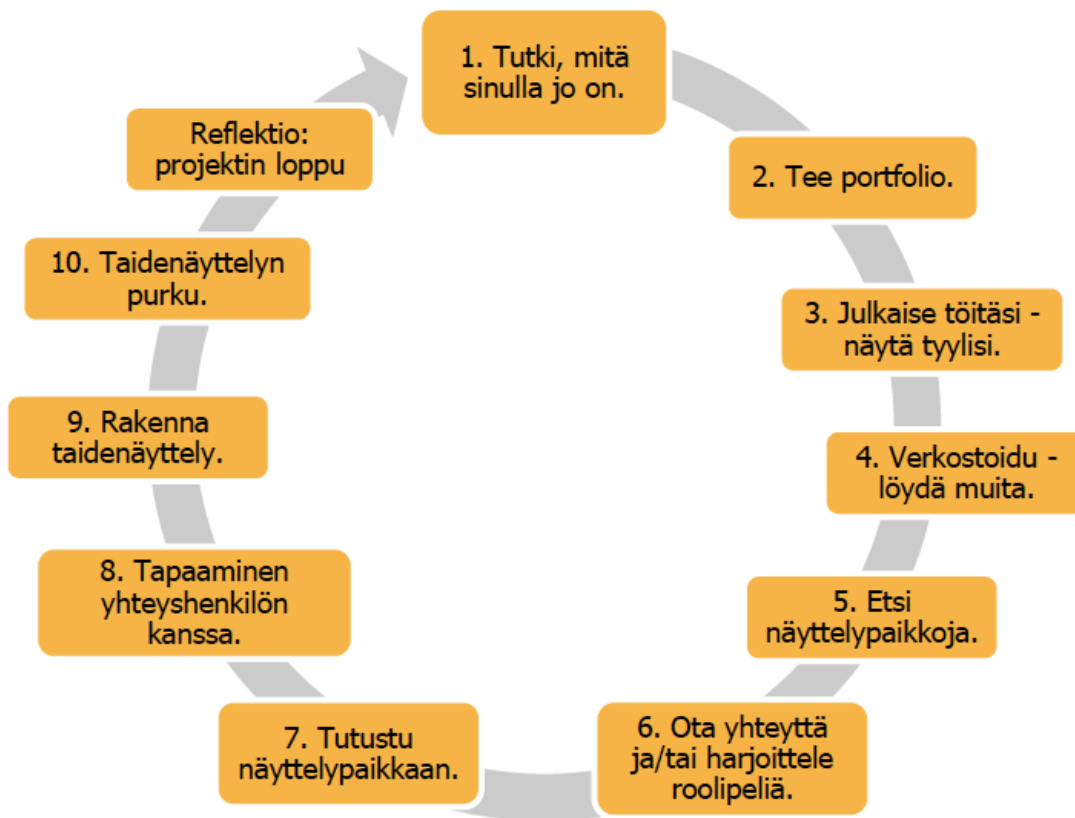 1. Tutki, mitä
sinulla jo on.
2. Tee portfolio.
3. Julkaise töitäsi -
näytä tyylisi.
4. Verkostoidu -
löydä muita.
5. Etsi
näyttelypaikkoja.
6. Ota yhteyttä
ja/tai harjoittele
roolipeliä.
7. Tutustu
näyttelypaikkaan.
8. Tapaaminen
yhteyshenkilön
kanssa.
9. Rakenna
taidenäyttely.
10. Taidenäyttelyn
purku.
Reflektio:
projektin loppu